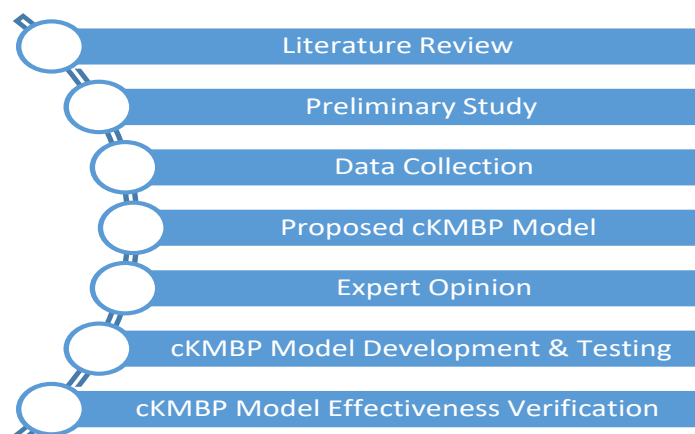 Literature Review
Preliminary Study
Data Collection
Proposed cKMBP Model
Expert Opinion
cKMBP Model Development & Testing
cKMBP Model Effectiveness Verification